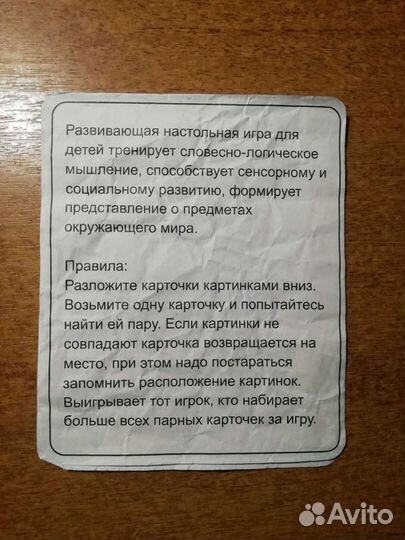 Развивающая настольная игра для
детей тренирует словесно-логическое
мышление, способствует сенсорному и
социальному развитию, формирует
представление о предметах
окружающего мира.
Правила:
Разложите карточки картинками вниз.
Возьмите одну карточку и попытайтесь
найти ей пару. Если картинки не
совпадают карточка возвращается на
место, при этом надо постараться
запомнить расположение картинок.
Выигрывает тот игрок, кто набирает
больше всех парных карточек за игру.
Avito